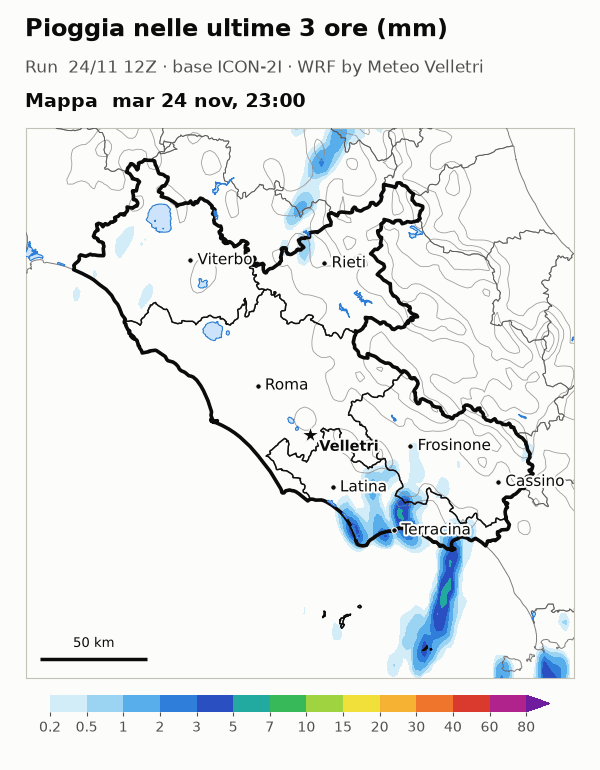 Pioggia nelle ultime 3 ore (mm)
Run  24/11 12Z · base ICON-2I · WRF by Meteo Velletri
Mappa  mar 24 nov, 23:00
Viterbo
Rieti
Roma
Velletri
Frosinone
Latina
Cassino
Terracina
50 km
0.2 0.5 1 2 3 5 7 10 15 20 30 40 60 80